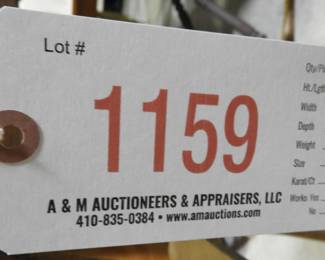 Lot #
1159
A & M AUCTIONEERS & APPRAISERS, LLC
410-835-0384 • www.amauctions.com
Qty/
Ht./Lgth
Width
Depth
Weight
Size
Karat/Ct
Works: Yes
No